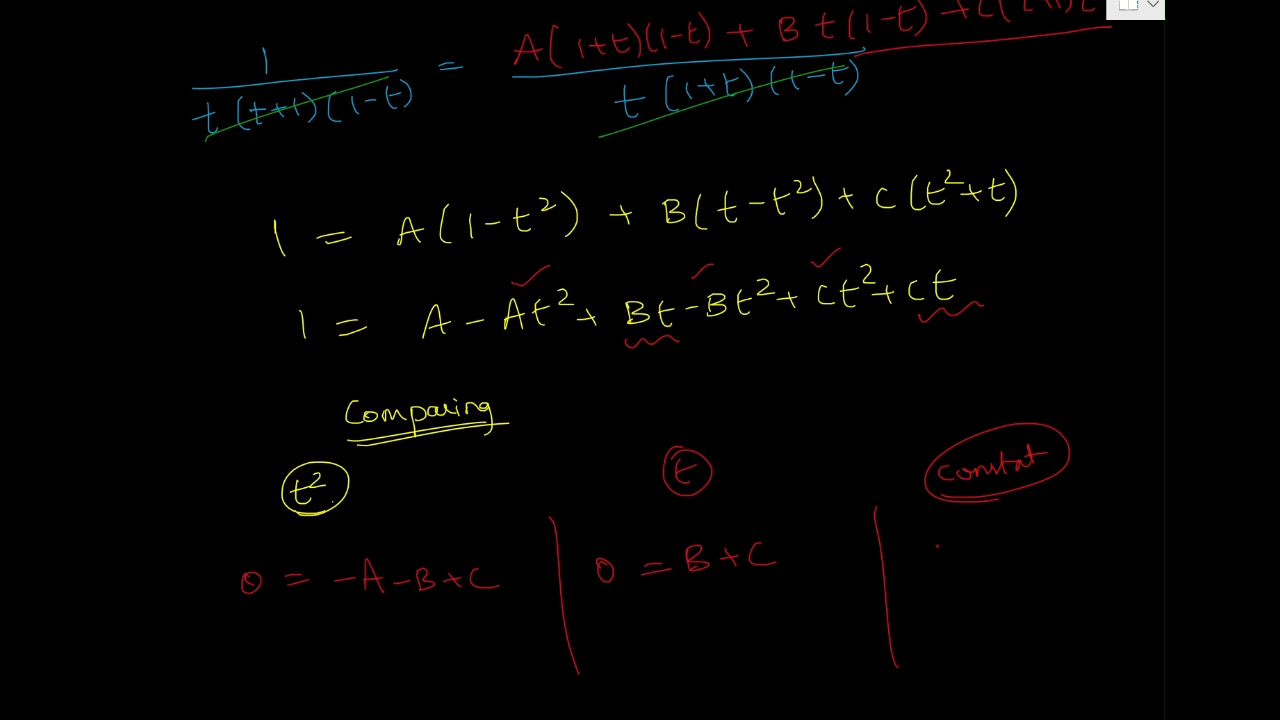 1 / t(t+1)(1-t) = A(1+t)(1-t) + B t(1-t) + / t(1+t)(1-t)
1 = A(1-t²) + B(t-t²) + C(t²+t)
1 = A - At² + Bt - Bt² + Ct² + Ct
Comparing
t² t Constat
0 = -A-B+C 0 = B+C